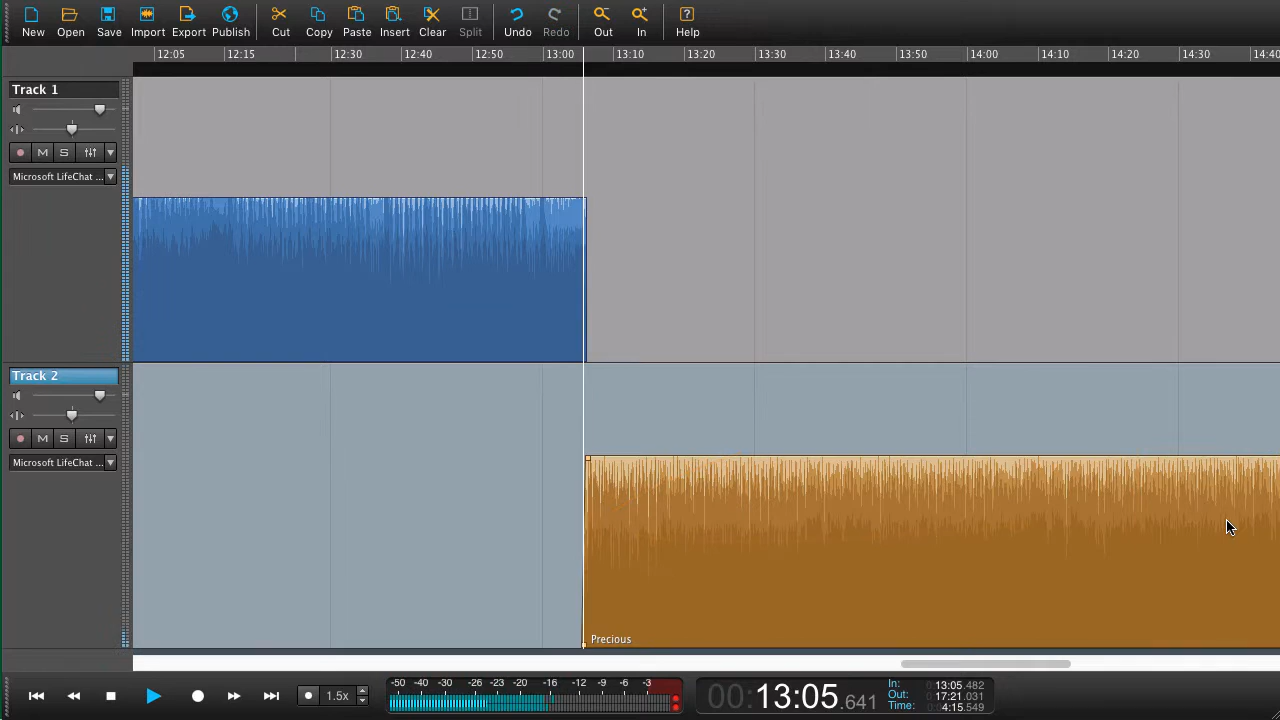 New Open Save Import Export Publish Cut Copy Paste Insert Clear Split Undo Redo Out In Help
12:05 12:15 12:30 12:40 12:50 13:00 13:10 13:20 13:30 13:40 13:50 14:00 14:10 14:20 14:30 14:40
Track 1
M S
Microsoft LifeChat ...
Track 2
M S
Microsoft LifeChat ...
Precious
1.5x
-50 -40 -30 -26 -23 -20 -16 -12 -9 -6 -3
00:13:05.641
In: 0:13:05.482
Out: 0:17:21.031
Time: 0:4:15.549